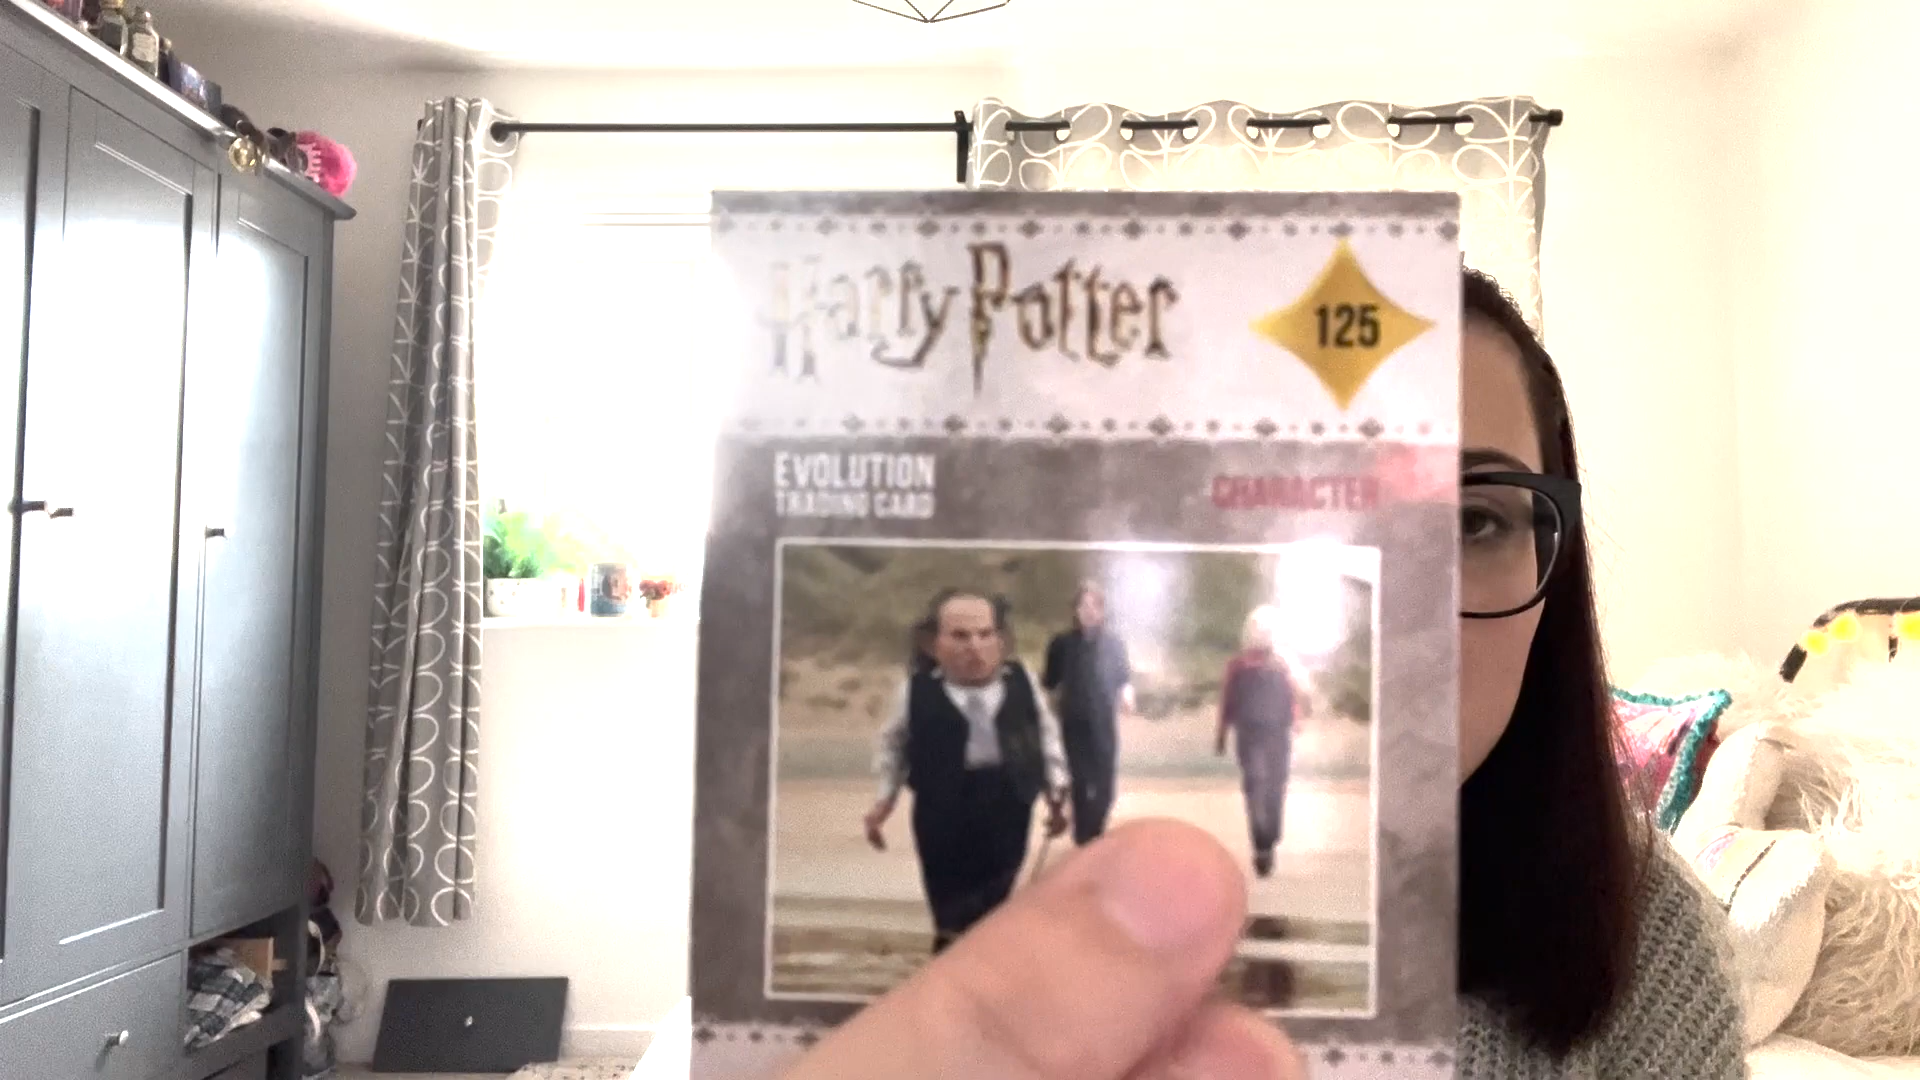 Harry Potter
125
EVOLUTION
TRADING CARD
CHARACTER